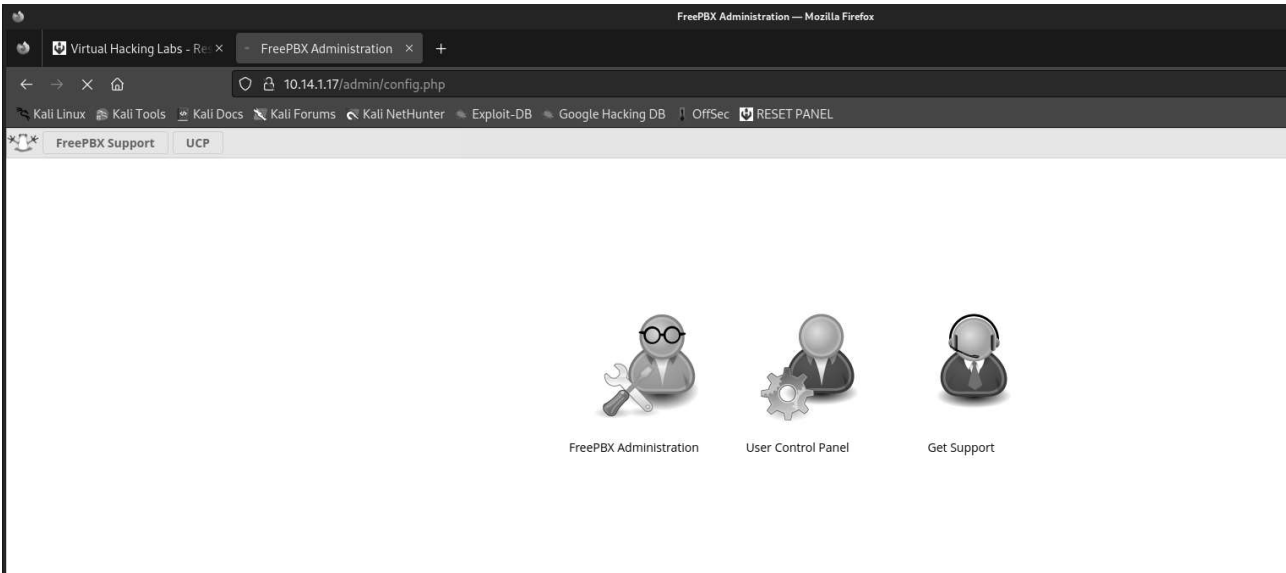 FreePBX Administration — Mozilla Firefox
Virtual Hacking Labs - Re
FreePBX Administration
10.14.1.17/admin/config.php
Kali Linux Kali Tools Kali Docs Kali Forums Kali NetHunter Exploit-DB Google Hacking DB OffSec RESET PANEL
FreePBX Support UCP
FreePBX Administration User Control Panel Get Support